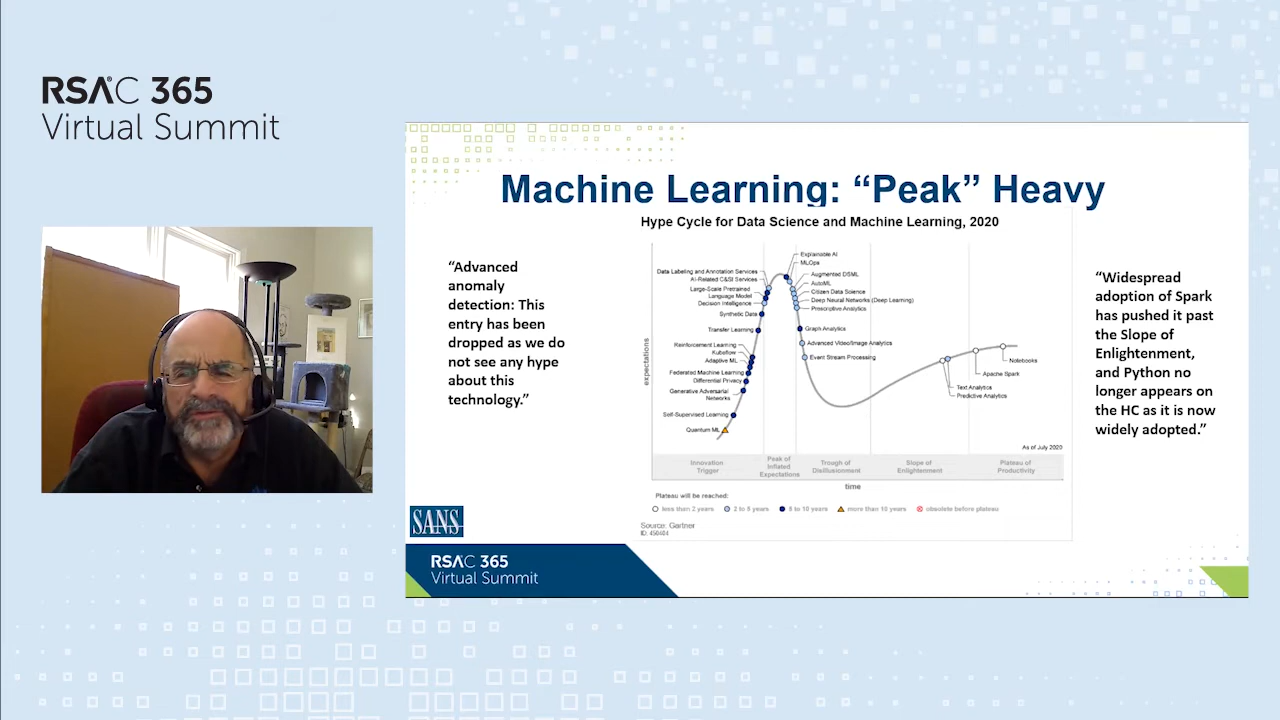 RSAC 365
Virtual Summit
Machine Learning: “Peak” Heavy
Hype Cycle for Data Science and Machine Learning, 2020
“Advanced
anomaly
detection: This
entry has been
dropped as we do
not see any hype
about this
technology.”
expectations
Data Labeling and Annotation Services
AI-Related C&SI Services
Large-Scale Pretrained
Language Model
Decision Intelligence
Synthetic Data
Transfer Learning
Reinforcement Learning
Kubeflow
Adaptive ML
Federated Machine Learning
Differential Privacy
Generative Adversarial
Networks
Self-Supervised Learning
Quantum ML
Explainable AI
MLOps
Augmented DSML
AutoML
Citizen Data Science
Deep Neural Networks (Deep Learning)
Prescriptive Analytics
Graph Analytics
Advanced Video/Image Analytics
Event Stream Processing
Notebooks
Apache Spark
Text Analytics
Predictive Analytics
As of July 2020
Innovation
Trigger
Peak of
Inflated
Expectations
Trough of
Disillusionment
Slope of
Enlightenment
Plateau of
Productivity
time
Plateau will be reached:
less than 2 years
2 to 5 years
5 to 10 years
more than 10 years
obsolete before plateau
Source: Gartner
ID: 450404
“Widespread
adoption of Spark
has pushed it past
the Slope of
Enlightenment,
and Python no
longer appears on
the HC as it is now
widely adopted.”
SANS
RSAC 365
Virtual Summit